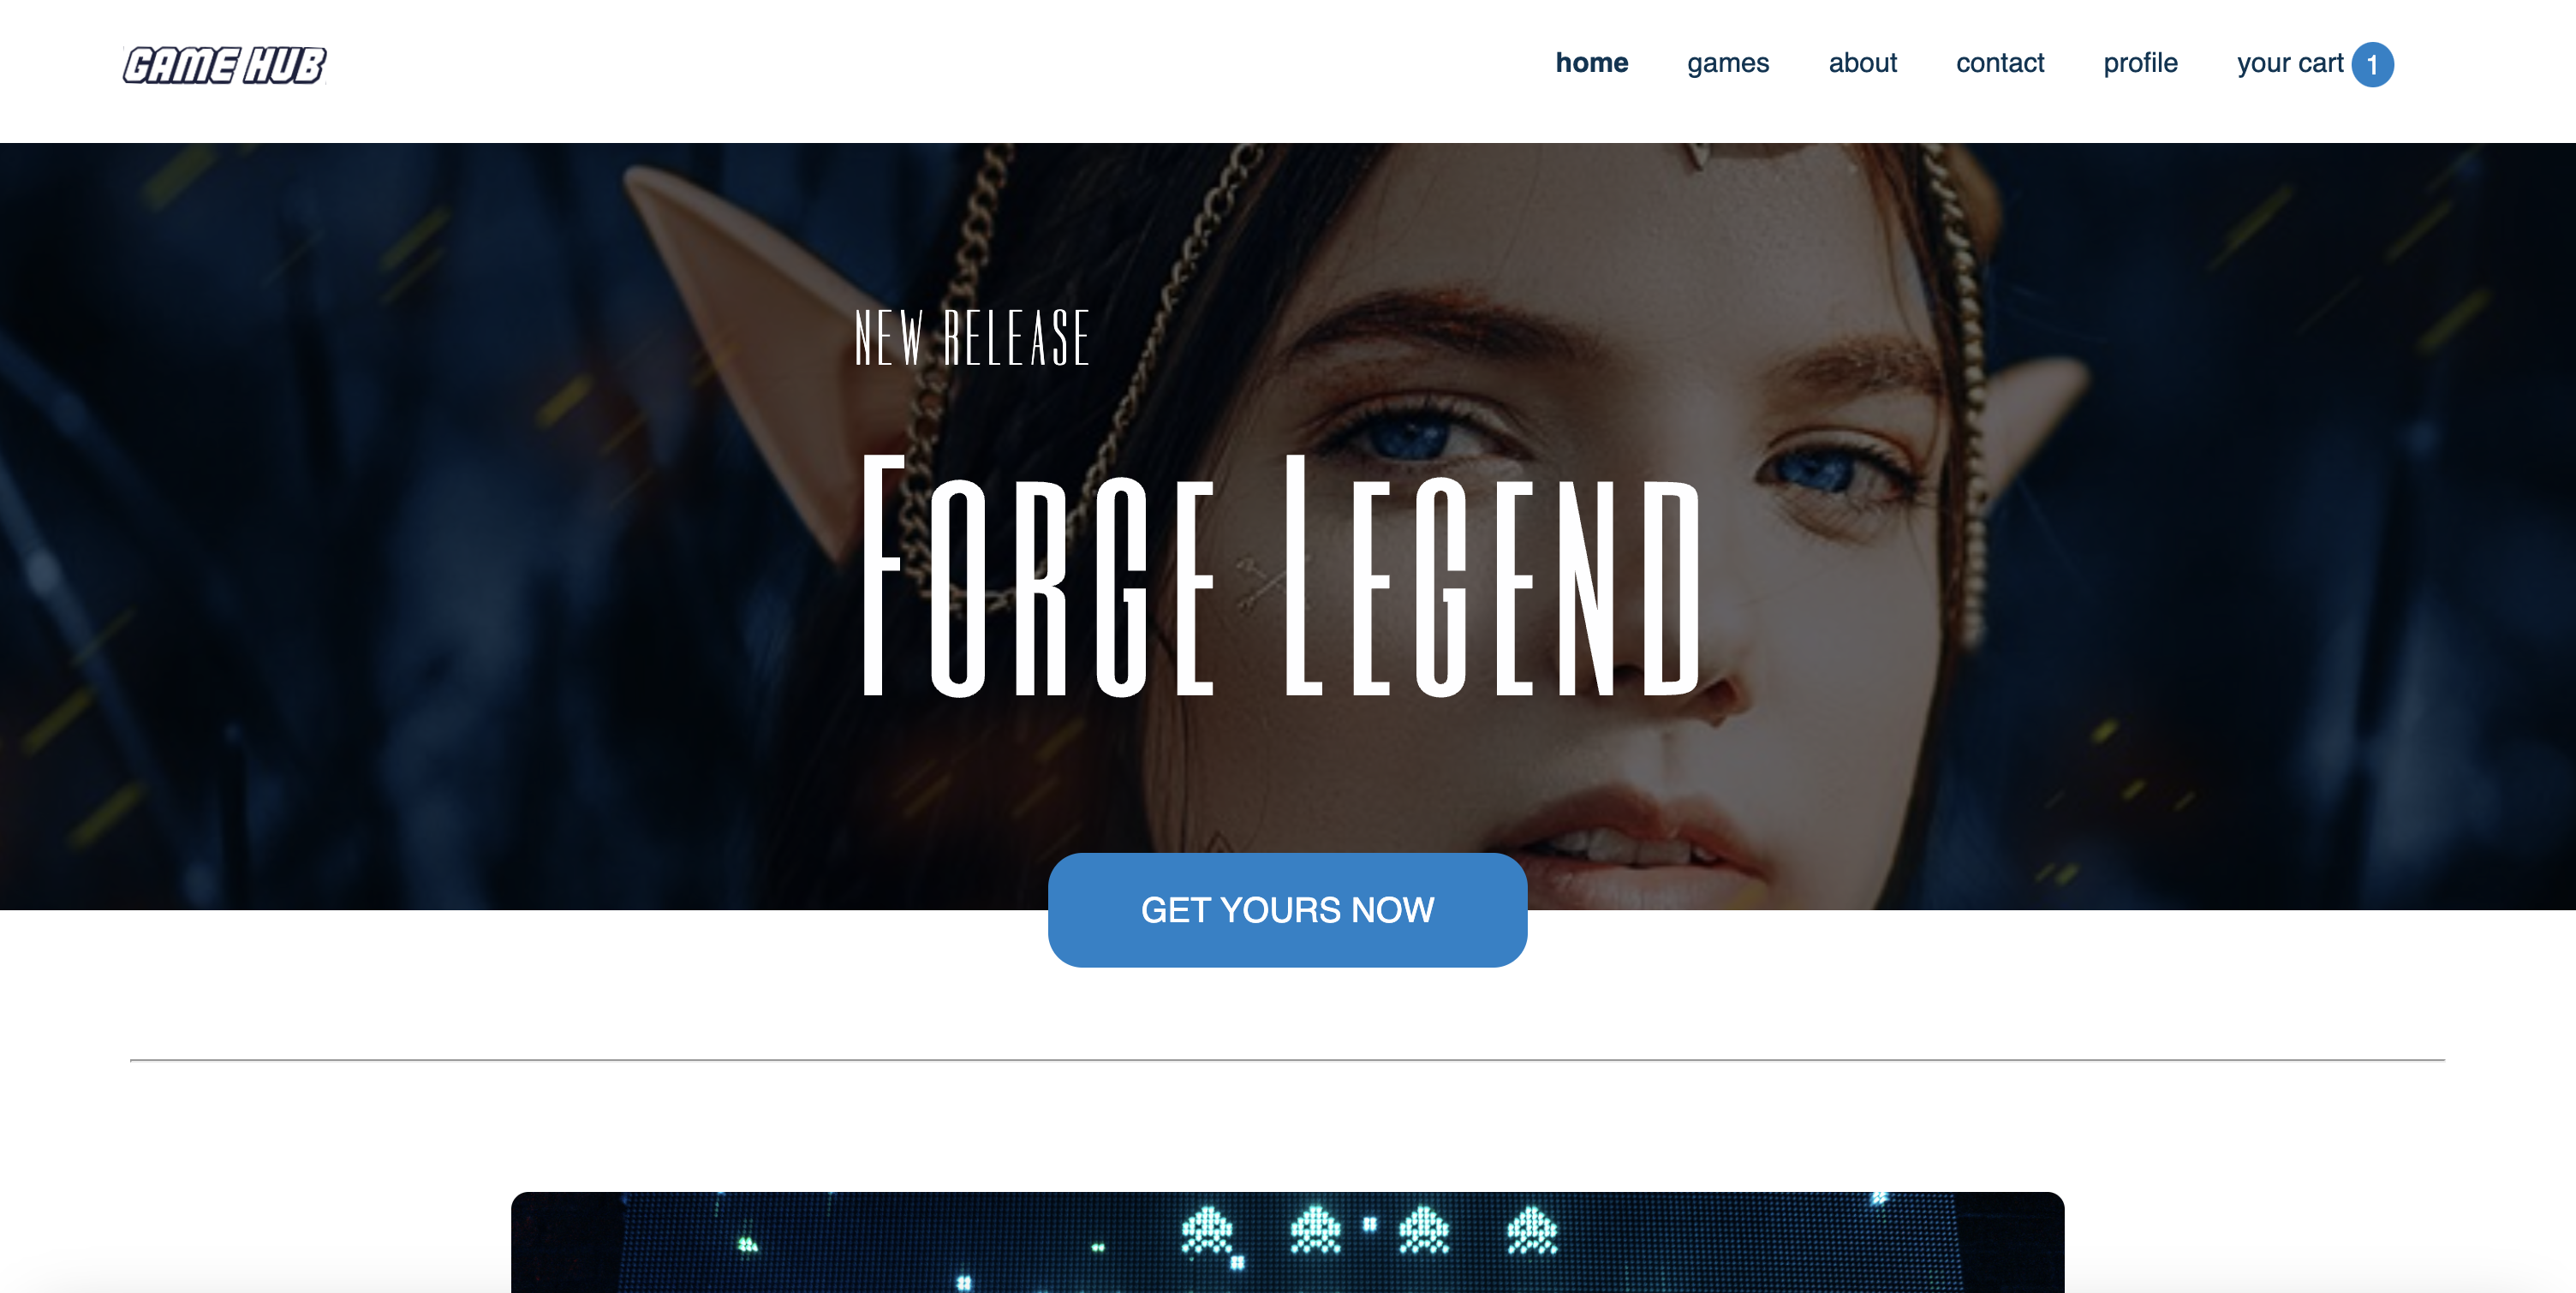 GAME HUB
home games about contact profile your cart 1
NEW RELEASE
FORGE LEGEND
GET YOURS NOW